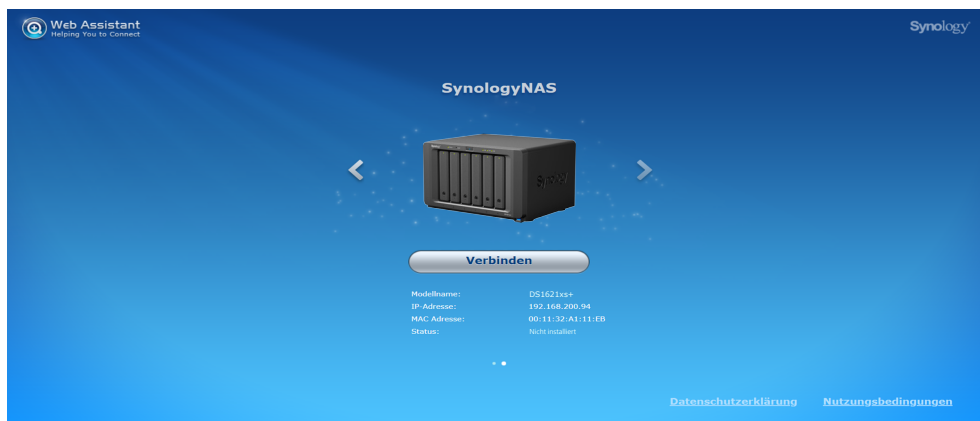 Web Assistant
Helping You to Connect
Synology
SynologyNAS
Synology
Verbinden
Modellname: DS1621xs+
IP-Adresse: 192.168.200.94
MAC Adresse: 00:11:32:A1:11:EB
Status: Nicht installiert
Datenschutzerklärung Nutzungsbedingungen